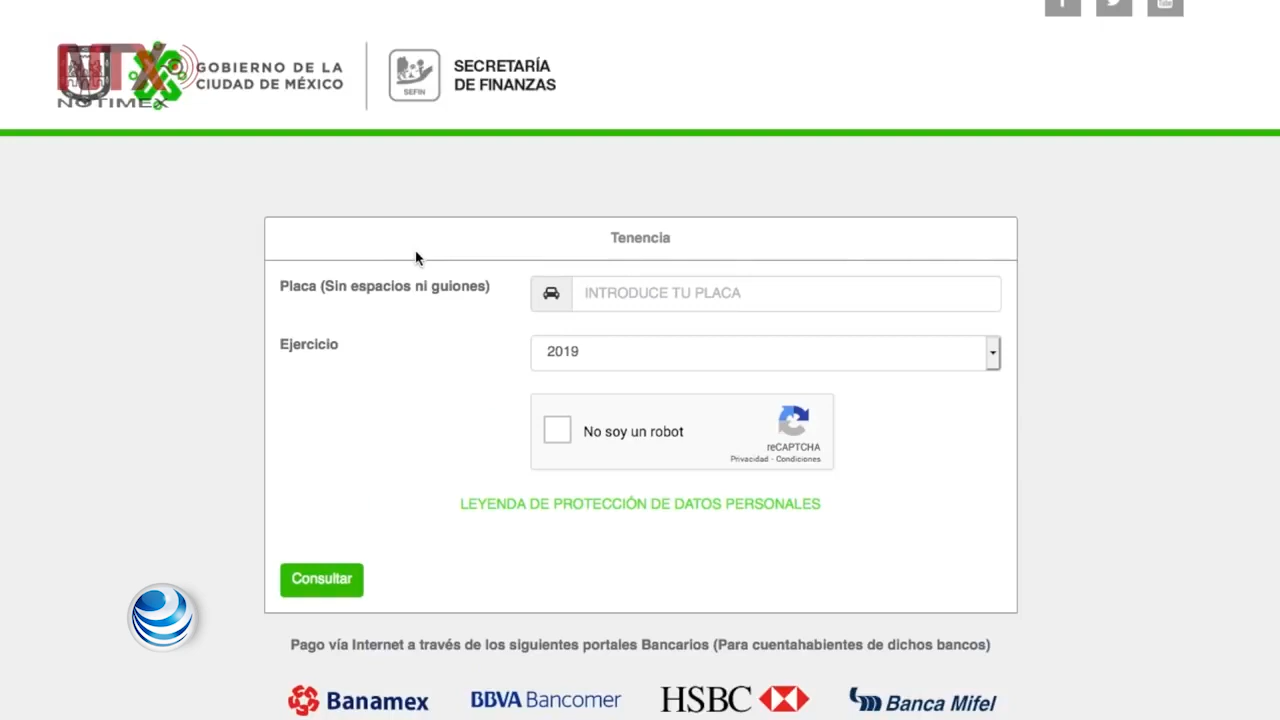 NTX
NOTIMEX
GOBIERNO DE LA
CIUDAD DE MÉXICO
SEFIN
SECRETARÍA
DE FINANZAS
Tenencia
Placa (Sin espacios ni guiones)
INTRODUCE TU PLACA
Ejercicio
2019
No soy un robot
reCAPTCHA
Privacidad - Condiciones
LEYENDA DE PROTECCIÓN DE DATOS PERSONALES
Consultar
Pago vía Internet a través de los siguientes portales Bancarios (Para cuentahabientes de dichos bancos)
Banamex
BBVA Bancomer
HSBC
Banca Mifel